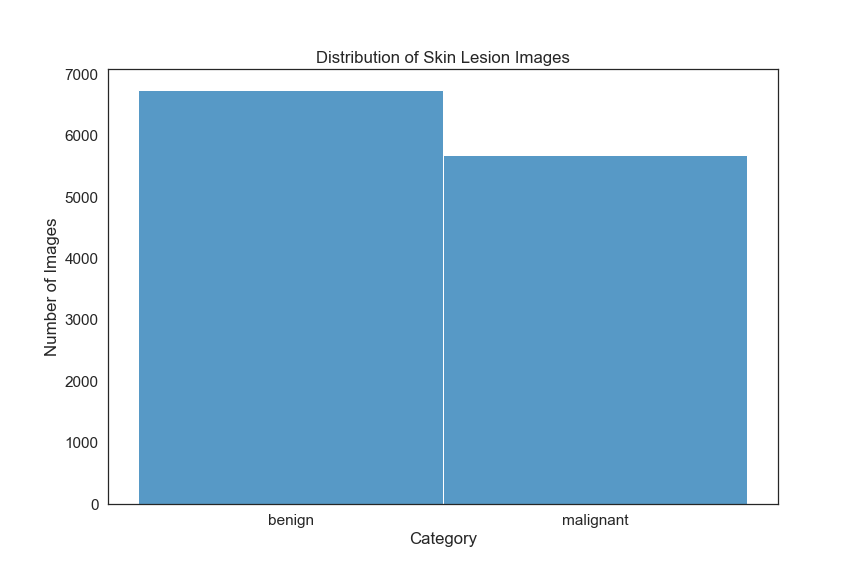 Distribution of Skin Lesion Images
7000
6000
5000
4000
3000
2000
1000
0
Number of Images
benign malignant
Category